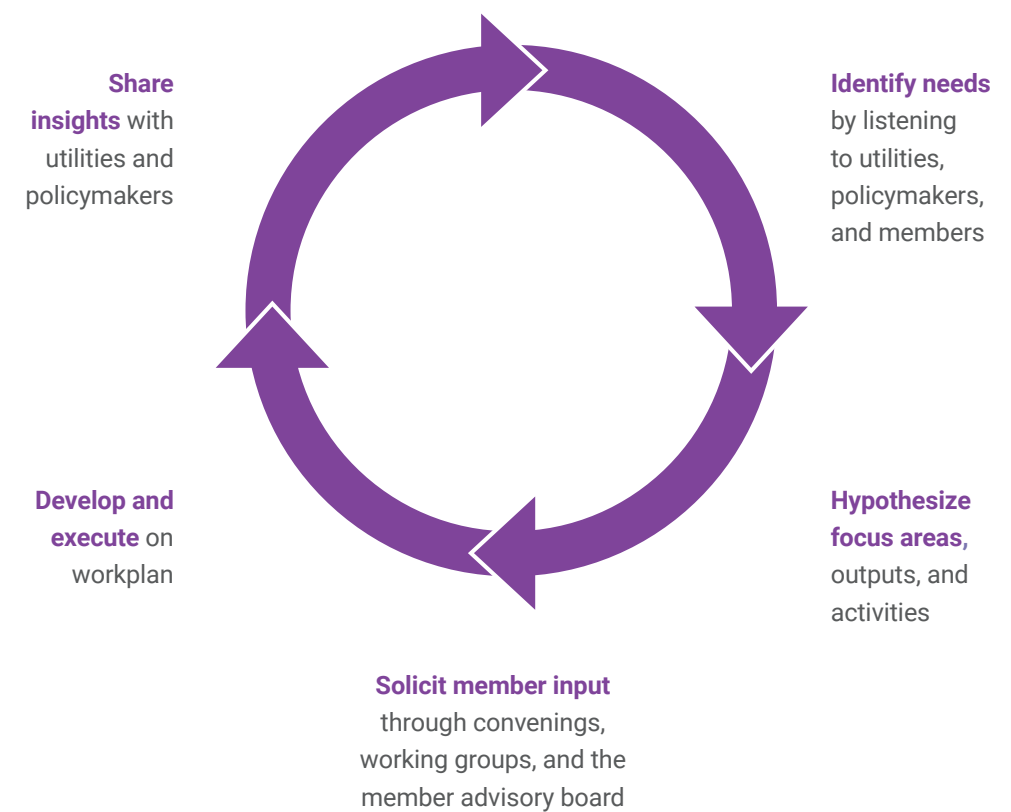 Share
insights with
utilities and
policymakers
Identify needs
by listening
to utilities,
policymakers,
and members
Hypothesize
focus areas,
outputs, and
activities
Solicit member input
through convenings,
working groups, and the
member advisory board
Develop and
execute on
workplan